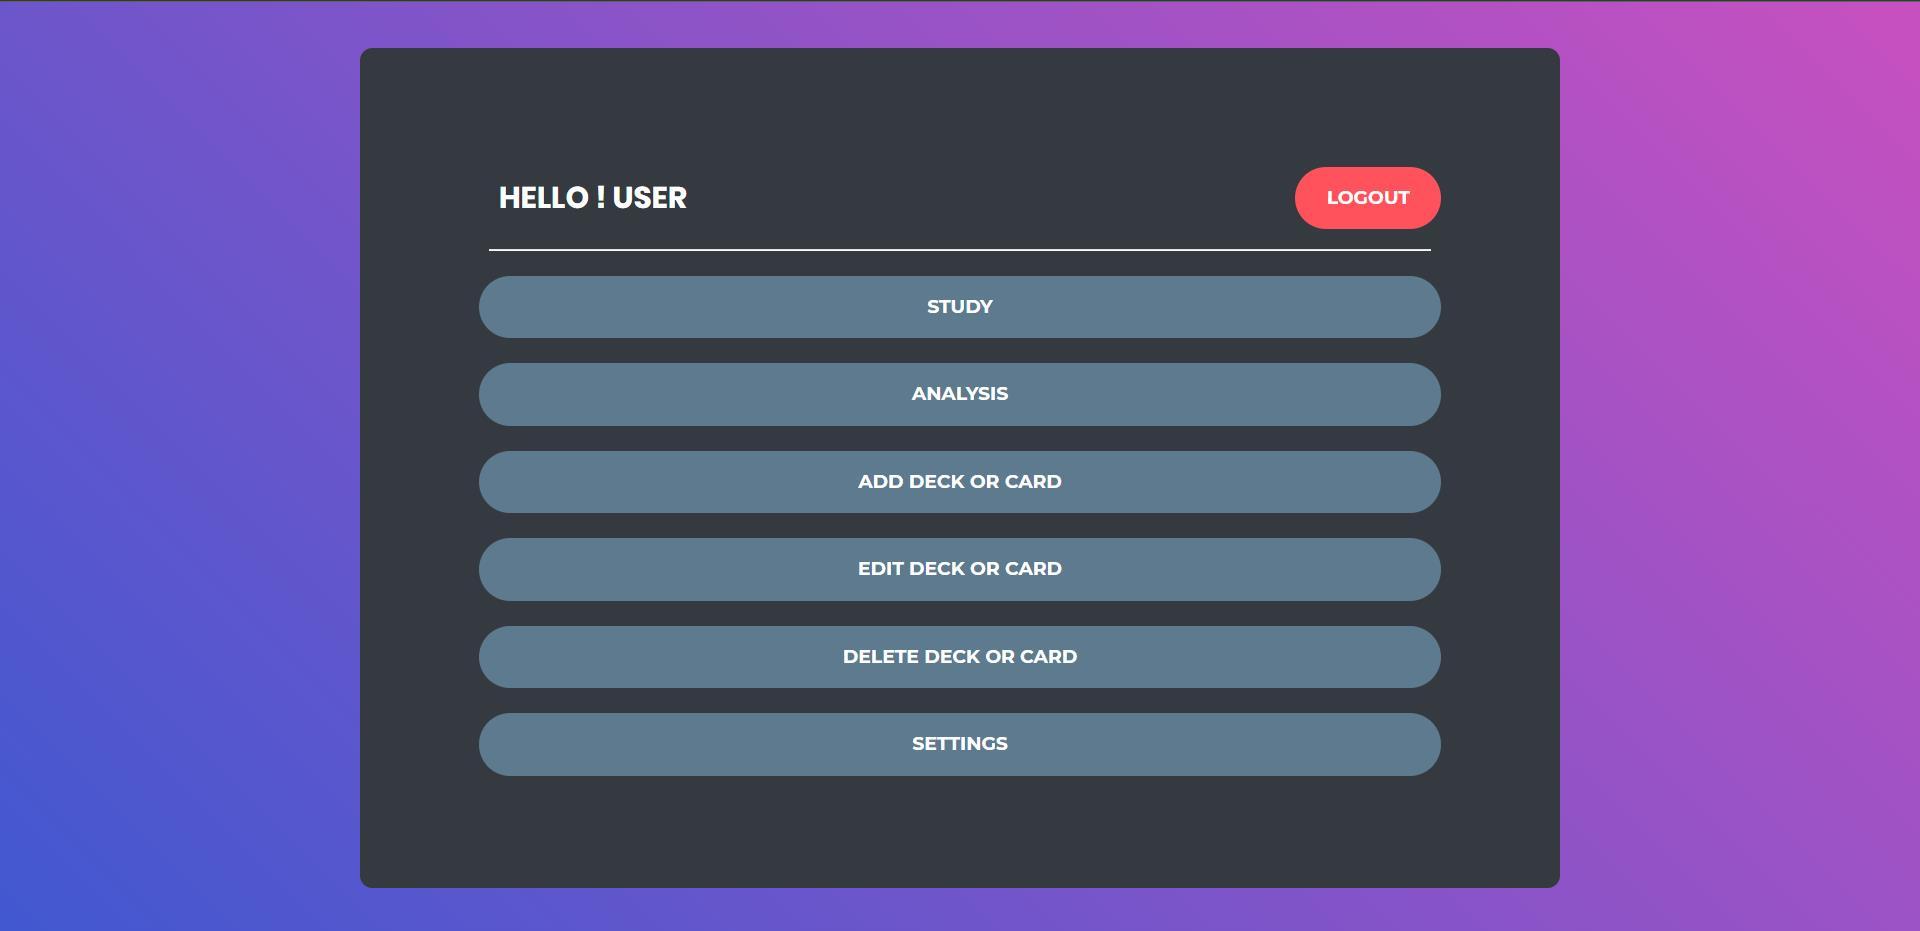 HELLO ! USER
LOGOUT
STUDY
ANALYSIS
ADD DECK OR CARD
EDIT DECK OR CARD
DELETE DECK OR CARD
SETTINGS